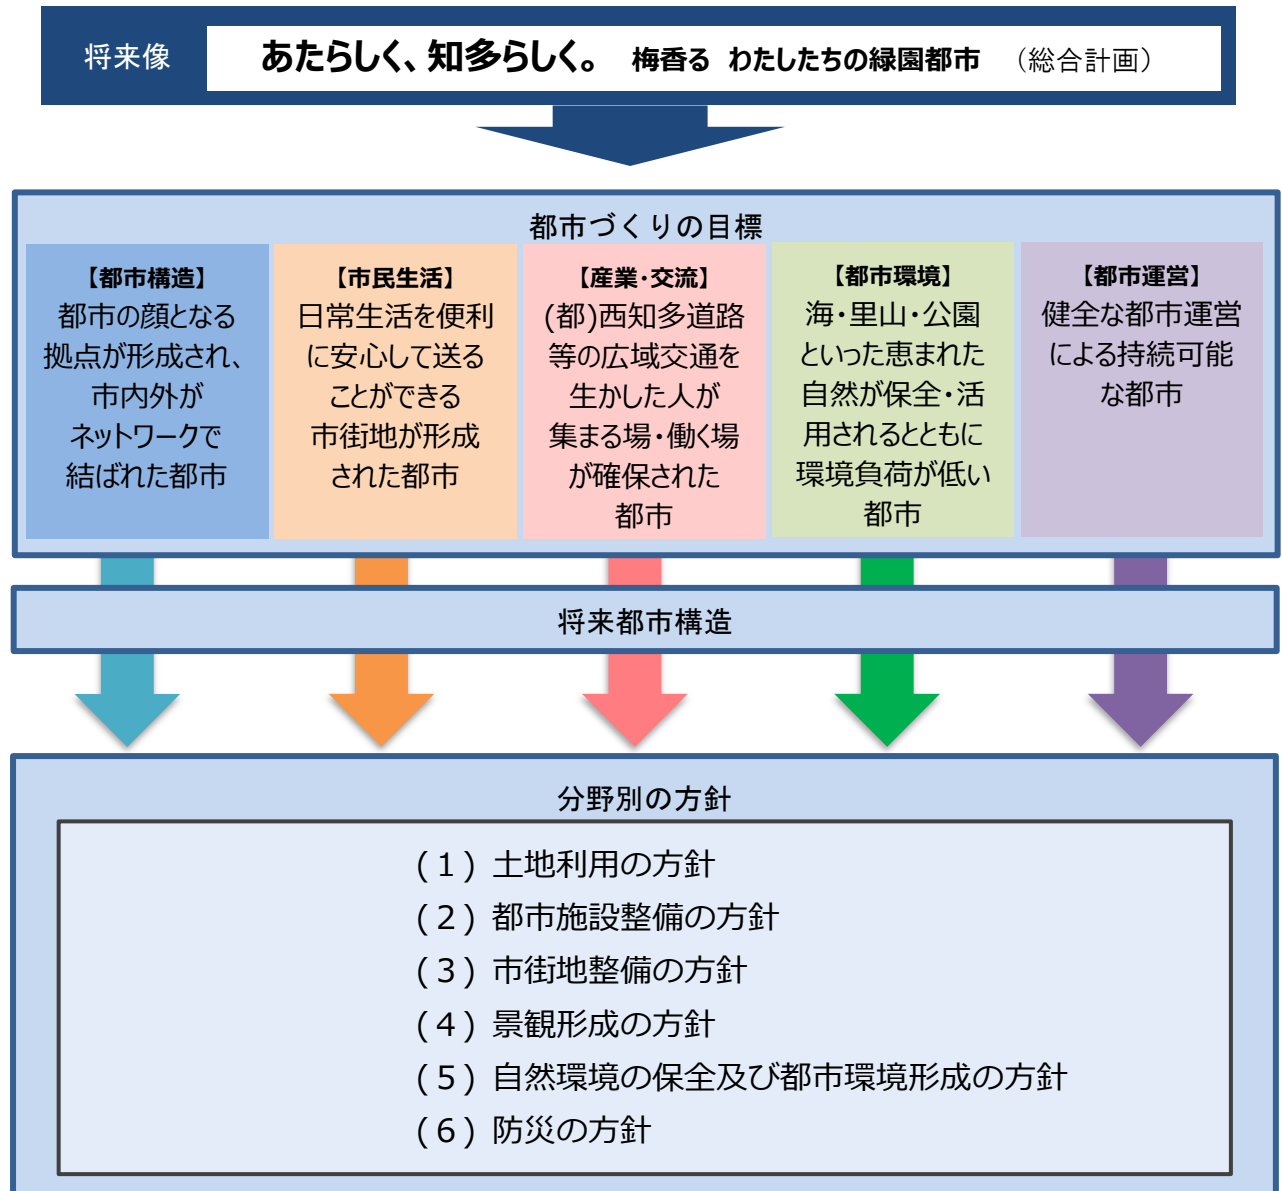 将来像
あたらしく、知多らしく。 梅香る わたしたちの緑園都市 （総合計画）
都市づくりの目標
【都市構造】
都市の顔となる
拠点が形成され、
市内外が
ネットワークで
結ばれた都市
【市民生活】
日常生活を便利
に安心して送る
ことができる
市街地が形成
された都市
【産業・交流】
(都)西知多道路
等の広域交通を
生かした人が
集まる場・働く場
が確保された
都市
【都市環境】
海・里山・公園
といった恵まれた
自然が保全・活
用されるとともに
環境負荷が低い
都市
【都市運営】
健全な都市運営
による持続可能
な都市
将来都市構造
分野別の方針
(１) 土地利用の方針
(２) 都市施設整備の方針
(３) 市街地整備の方針
(４) 景観形成の方針
(５) 自然環境の保全及び都市環境形成の方針
(６) 防災の方針